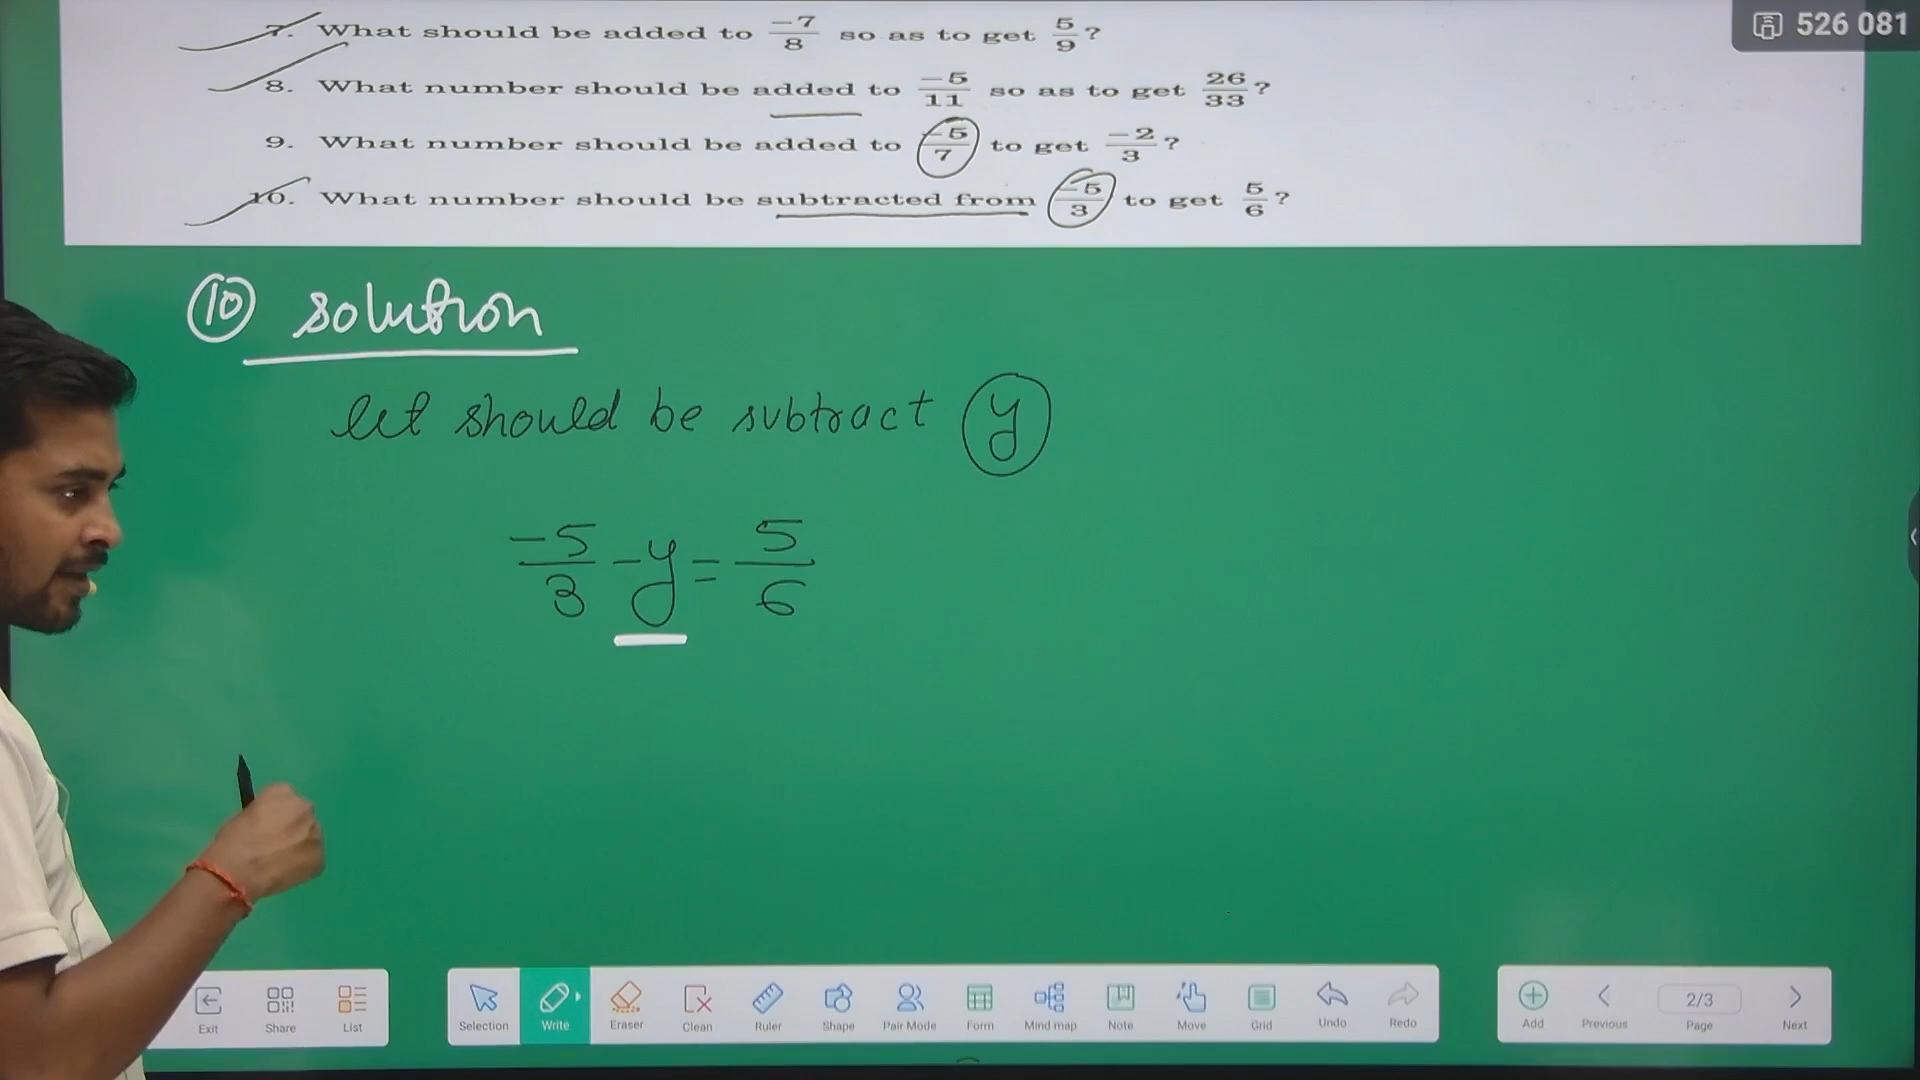 526 081
7. What should be added to -7/8 so as to get 5/9?
8. What number should be added to -5/11 so as to get 26/33?
9. What number should be added to -5/7 to get -2/3?
10. What number should be subtracted from -5/3 to get 5/6?
10 solution
let should be subtract y
-5/3 - y = 5/6
Exit Share List Selection Write Eraser Clean Ruler Shape Pair Mode Form Mind map Note Move Grid Undo Redo Add Previous 2/3 Page Next